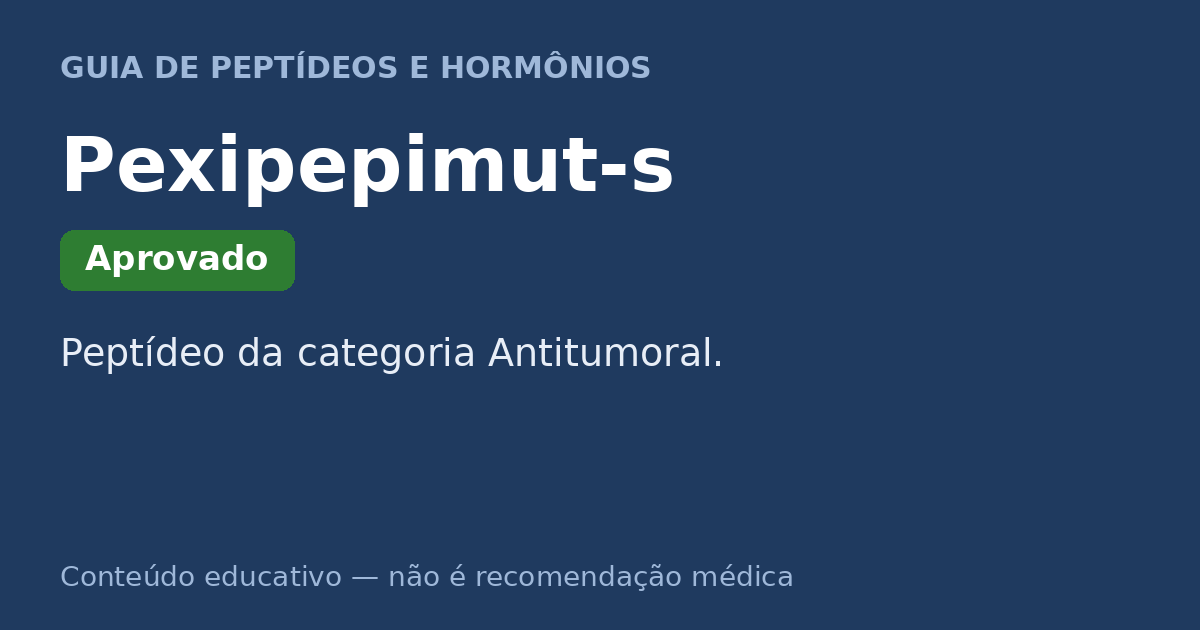 GUIA DE PEPTÍDEOS E HORMÔNIOS
Pexipepimut-s
Aprovado
Peptídeo da categoria Antitumoral.
Conteúdo educativo — não é recomendação médica